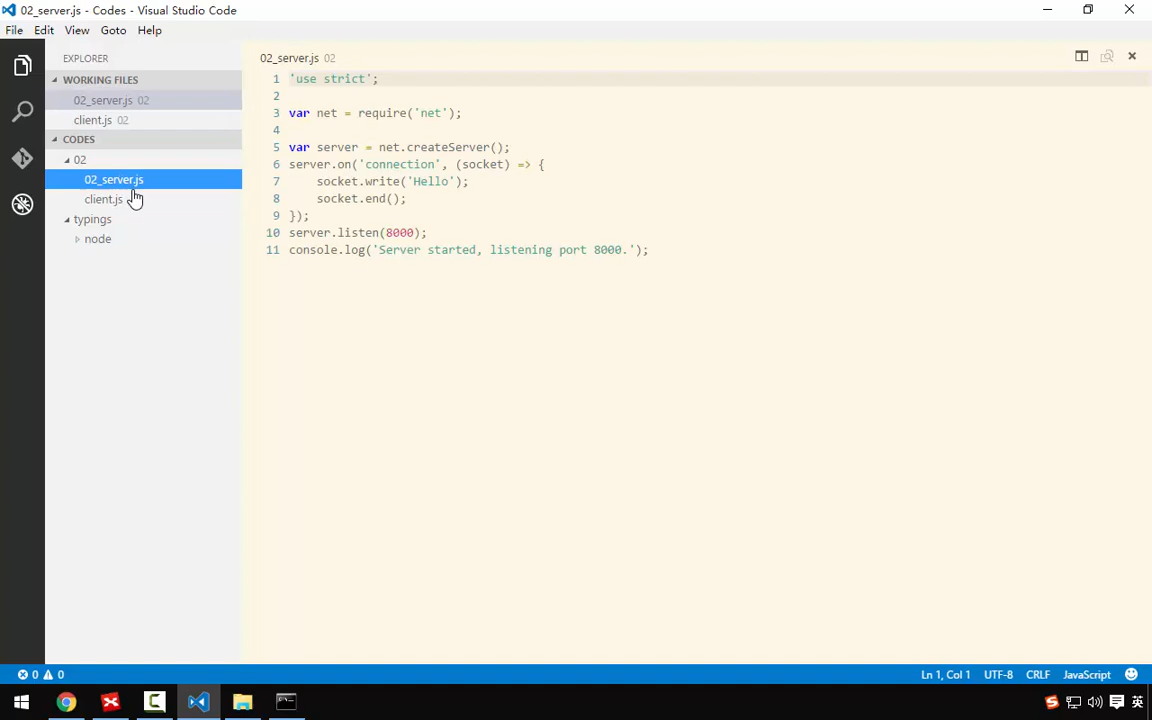 02_server.js - Codes - Visual Studio Code
File Edit View Goto Help
EXPLORER
WORKING FILES
02_server.js 02
client.js 02
CODES
02
02_server.js
client.js
typings
node
02_server.js 02
1 'use strict';
2
3 var net = require('net');
4
5 var server = net.createServer();
6 server.on('connection', (socket) => {
7     socket.write('Hello');
8     socket.end();
9 });
10 server.listen(8000);
11 console.log('Server started, listening port 8000.');
0 0
Ln 1, Col 1 UTF-8 CRLF JavaScript
英